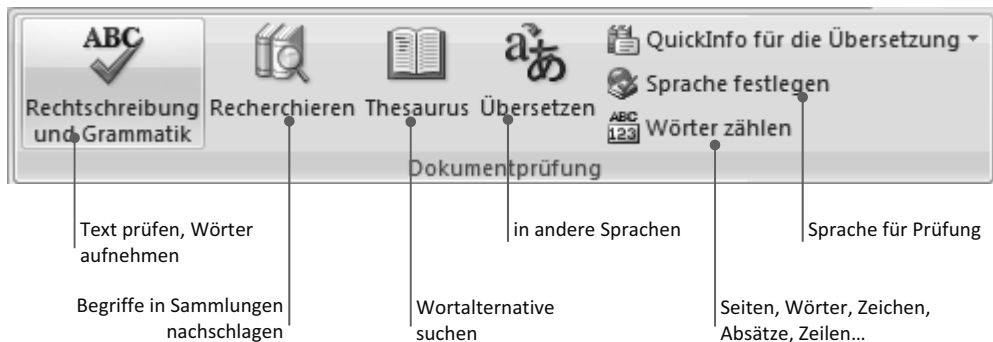 ABC
Rechtschreibung
und Grammatik
Recherchieren
Thesaurus
aあ
Übersetzen
QuickInfo für die Übersetzung
Sprache festlegen
ABC
123
Wörter zählen
Dokumentprüfung
Text prüfen, Wörter
aufnehmen
in andere Sprachen
Sprache für Prüfung
Begriffe in Sammlungen
nachschlagen
Wortalternative
suchen
Seiten, Wörter, Zeichen,
Absätze, Zeilen…